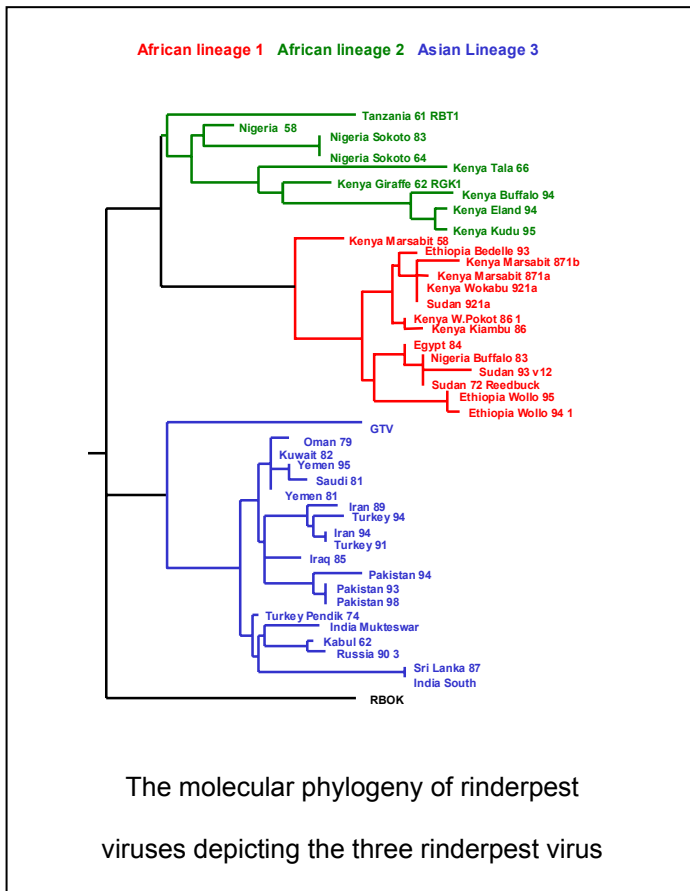 African lineage 1 African lineage 2 Asian Lineage 3
Tanzania 61 RBT1
Nigeria 58
Nigeria Sokoto 83
Nigeria Sokoto 64
Kenya Tala 66
Kenya Giraffe 62 RGK1
Kenya Buffalo 94
Kenya Eland 94
Kenya Kudu 95
Kenya Marsabit 58
Ethiopia Bedelle 93
Kenya Marsabit 871b
Kenya Marsabit 871a
Kenya Wokabu 921a
Sudan 921a
Kenya W.Pokot 86 1
Kenya Kiambu 86
Egypt 84
Nigeria Buffalo 83
Sudan 93 v12
Sudan 72 Reedbuck
Ethiopia Wollo 95
Ethiopia Wollo 94 1
GTV
Oman 79
Kuwait 82
Yemen 95
Saudi 81
Yemen 81
Iran 89
Turkey 94
Iran 94
Turkey 91
Iraq 85
Pakistan 94
Pakistan 93
Pakistan 98
Turkey Pendik 74
India Mukteswar
Kabul 62
Russia 90 3
Sri Lanka 87
India South
RBOK
The molecular phylogeny of rinderpest
viruses depicting the three rinderpest virus